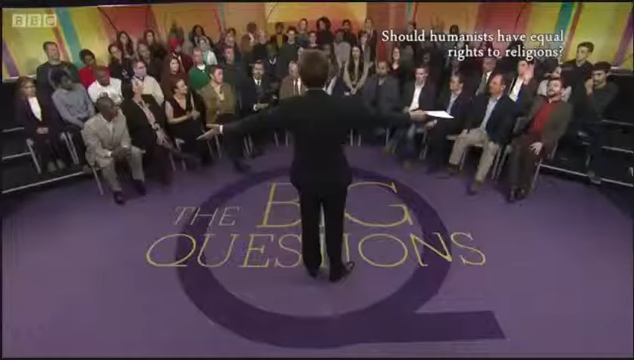 BBC
Should humanists have equal
rights to religions?
THE BIG
QUESTIONS